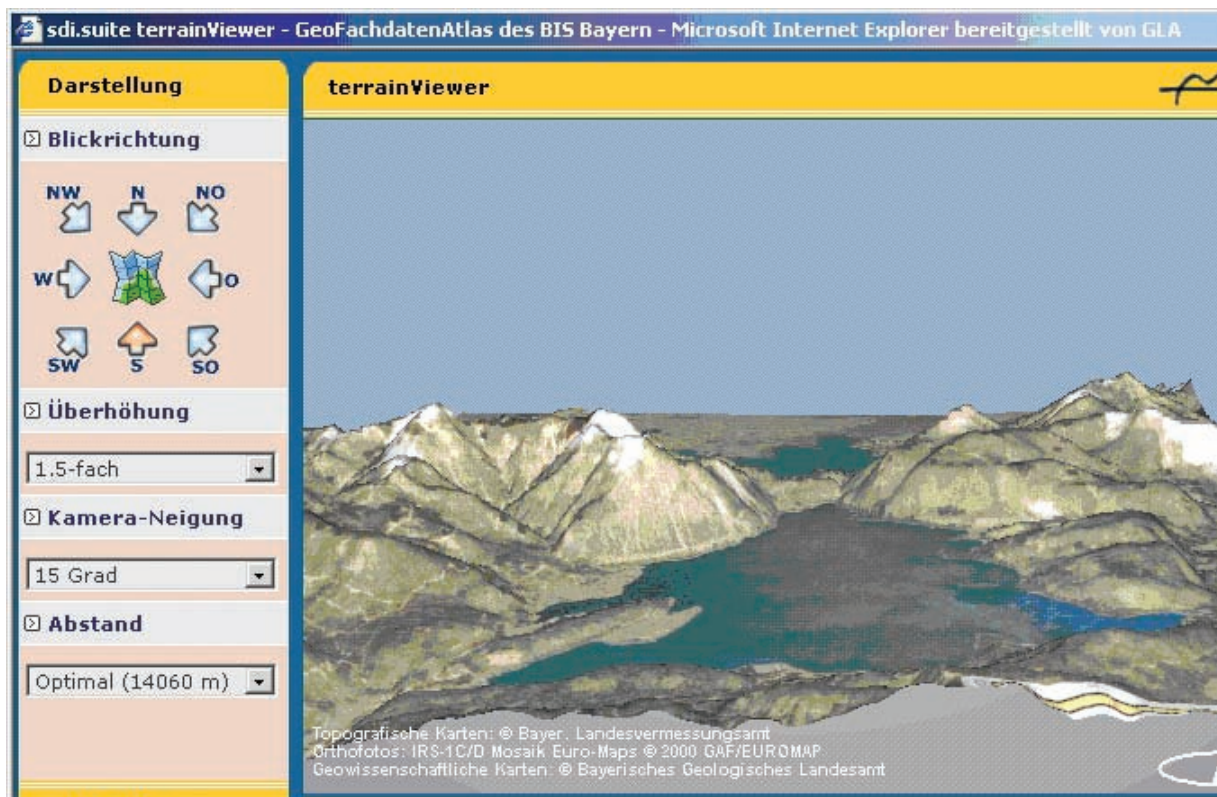 sdi.suite terrainViewer - GeoFachdatenAtlas des BIS Bayern - Microsoft Internet Explorer bereitgestellt von GLA
Darstellung
terrainViewer
Blickrichtung
NW N NO
W O
SW S SO
Überhöhung
1.5-fach
Kamera-Neigung
15 Grad
Abstand
Optimal (14060 m)
Topografische Karten: © Bayer. Landesvermessungsamt
Orthofotos: IRS-1C/D Mosaik Euro-Maps © 2000 GAF/EUROMAP
Geowissenschaftliche Karten: © Bayerisches Geologisches Landesamt